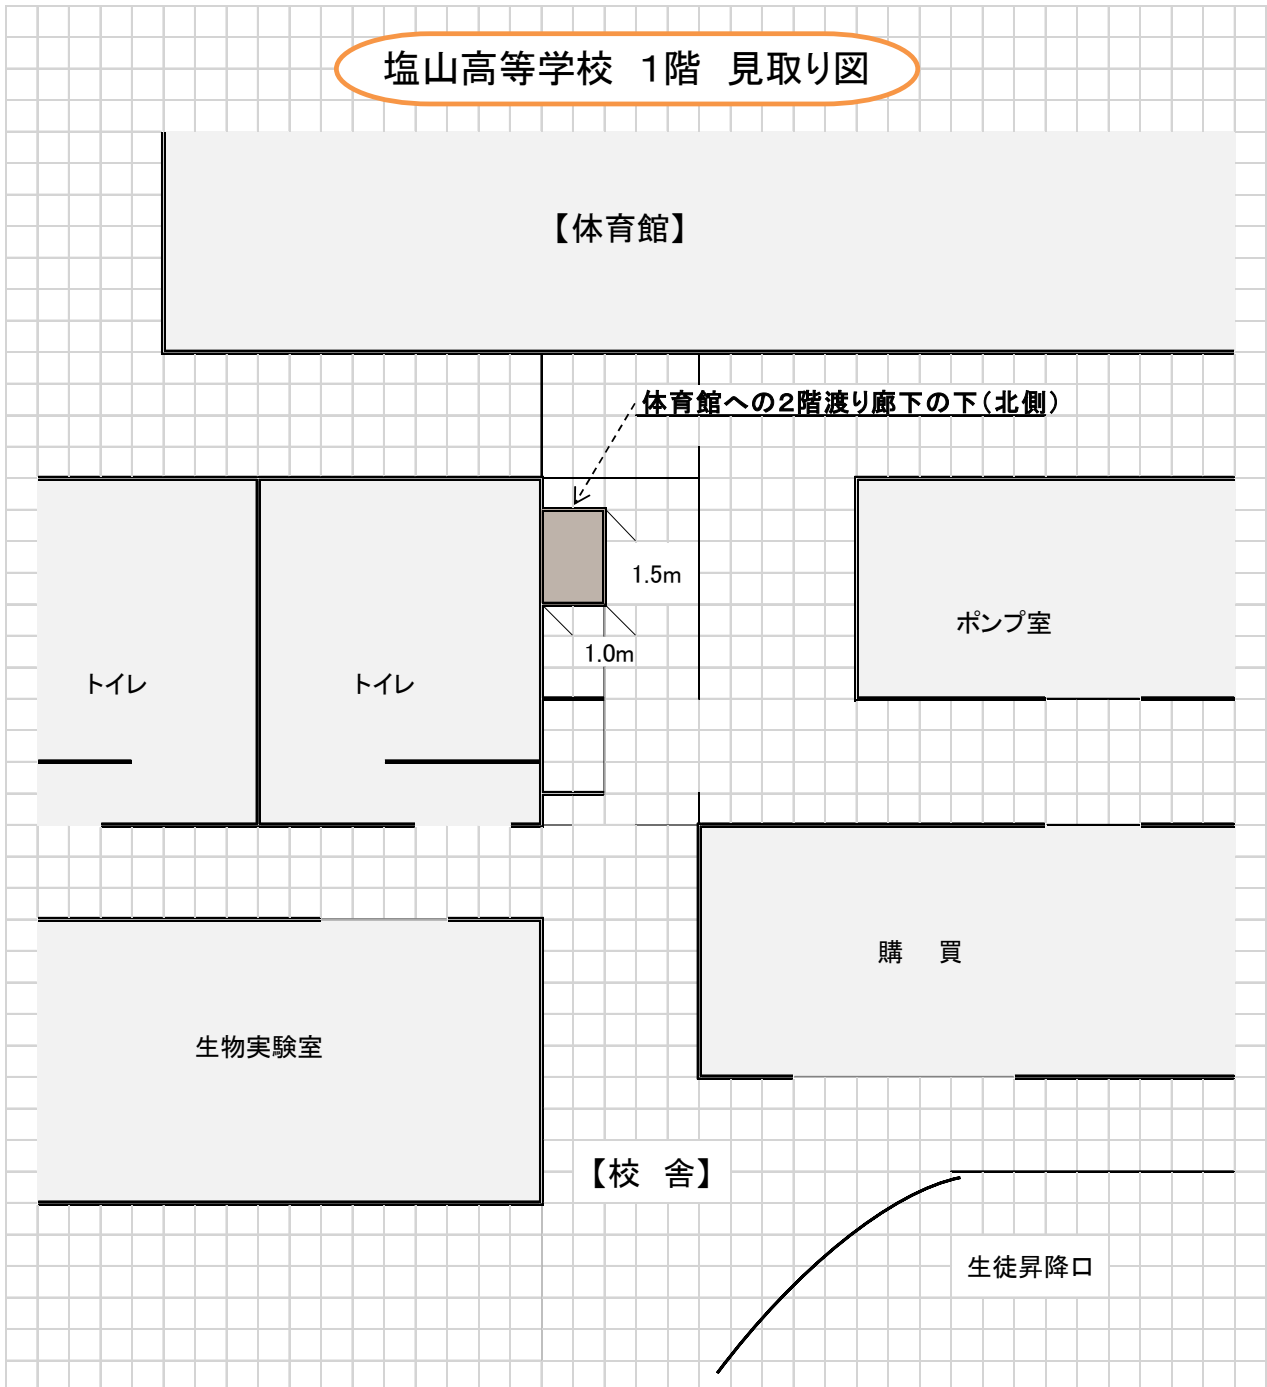 塩山高等学校　1階　見取り図
【体育館】
体育館への2階渡り廊下の下（北側）
1.5m
ポンプ室
1.0m
トイレ
トイレ
購　買
生物実験室
【校　舎】
生徒昇降口